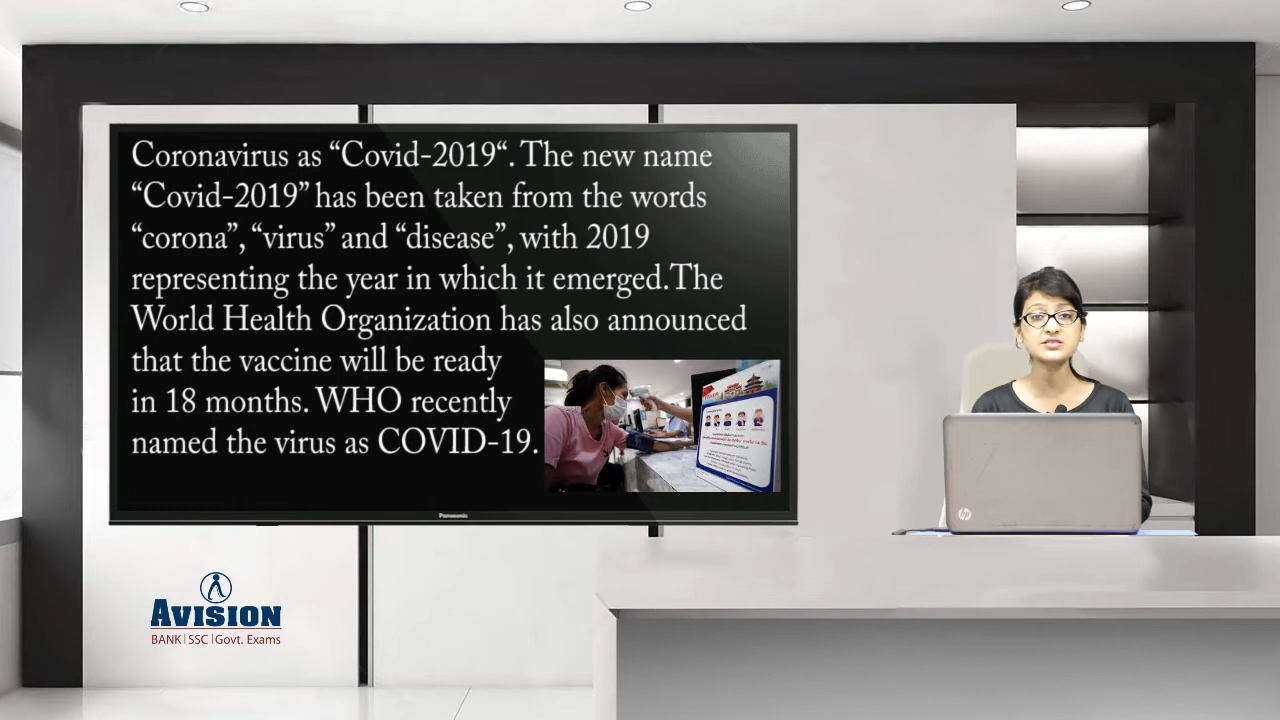 Coronavirus as “Covid-2019“. The new name
“Covid-2019” has been taken from the words
“corona”, “virus” and “disease”, with 2019
representing the year in which it emerged.The
World Health Organization has also announced
that the vaccine will be ready
in 18 months. WHO recently
named the virus as COVID-19.
Panasonic
hp
AVISION
BANK|SSC|Govt. Exams